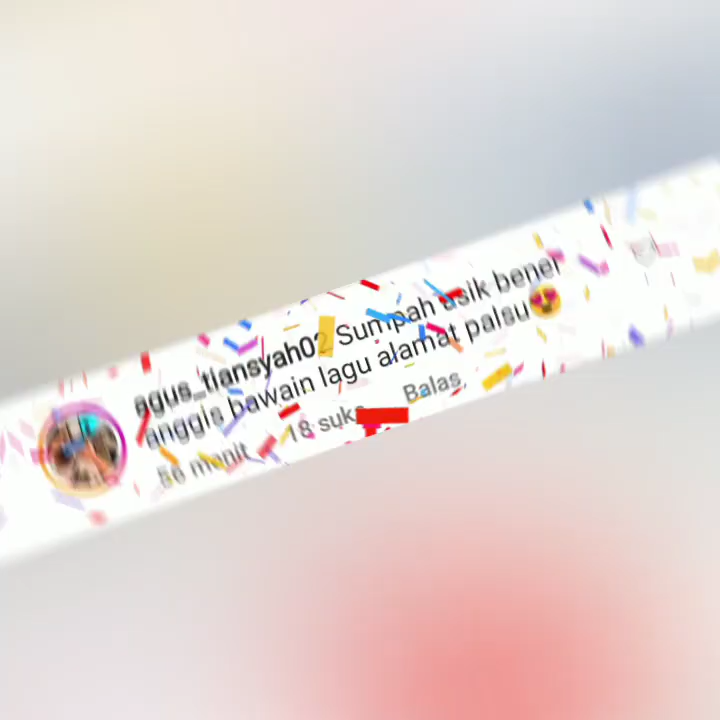 agus_tiansyah02 Sumpah asik bener
anggis bawain lagu alamat palsu😍
56 menit 18 suka Balas